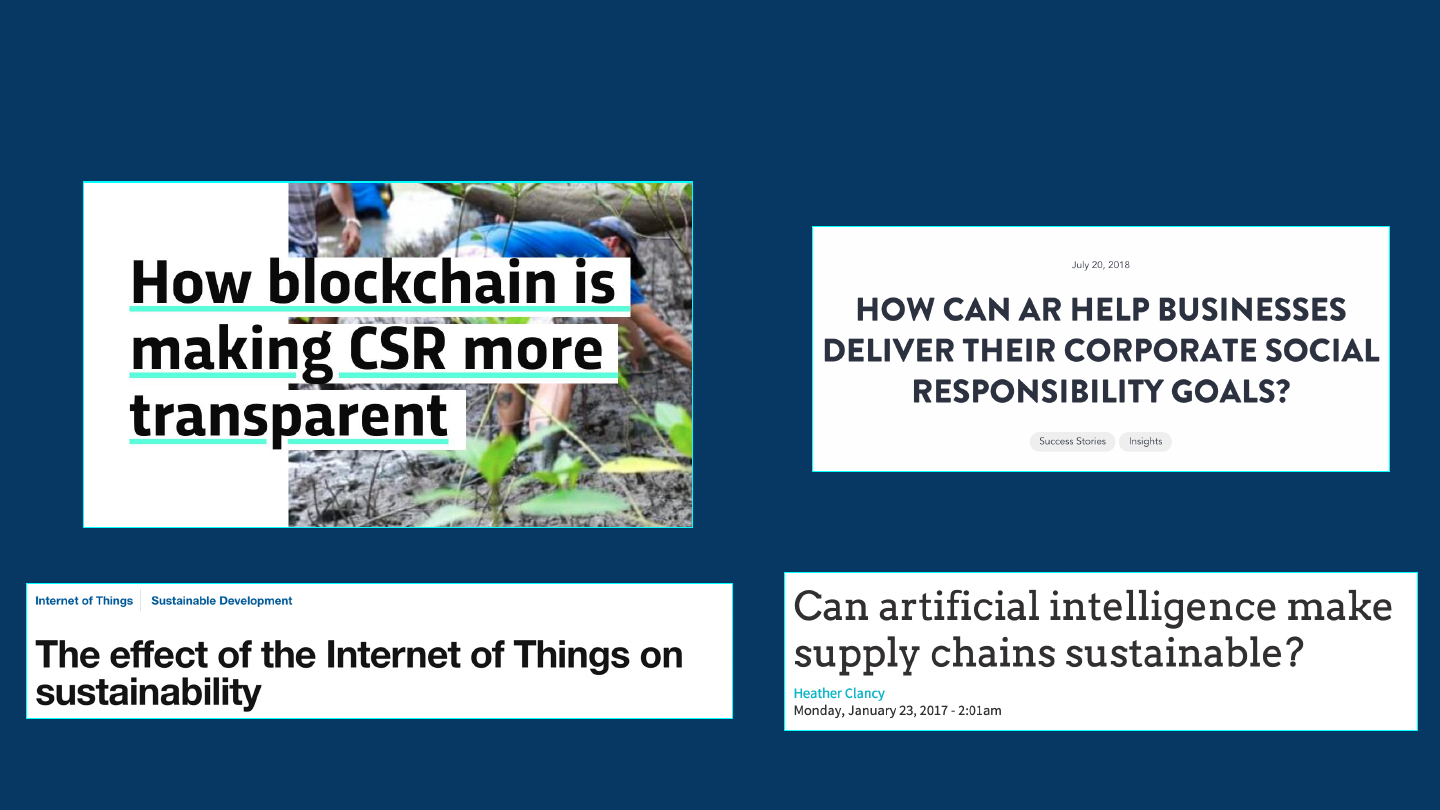 How blockchain is
making CSR more
transparent
July 20, 2018
HOW CAN AR HELP BUSINESSES
DELIVER THEIR CORPORATE SOCIAL
RESPONSIBILITY GOALS?
Success Stories Insights
Internet of Things Sustainable Development
The effect of the Internet of Things on
sustainability
Can artificial intelligence make
supply chains sustainable?
Heather Clancy
Monday, January 23, 2017 - 2:01am